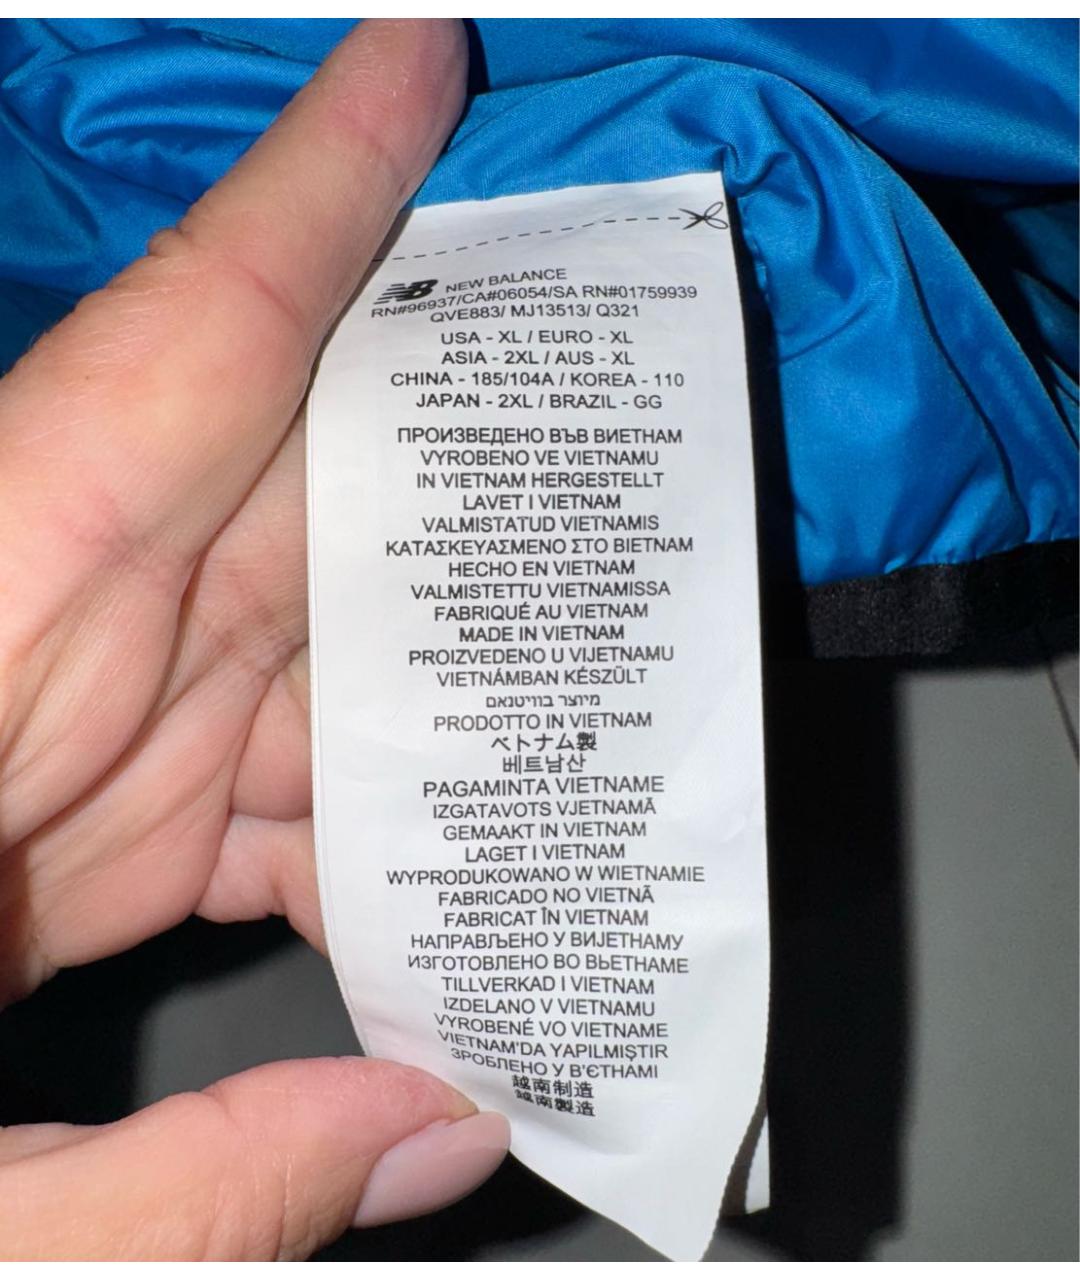 NB NEW BALANCE
RN#96937/CA#06054/SA RN#01759939
QVE883/ MJ13513/ Q321
USA - XL / EURO - XL
ASIA - 2XL / AUS - XL
CHINA - 185/104A / KOREA - 110
JAPAN - 2XL / BRAZIL - GG
ПРОИЗВЕДЕНО ВЪВ ВИЕТНАМ
VYROBENO VE VIETNAMU
IN VIETNAM HERGESTELLT
LAVET I VIETNAM
VALMISTATUD VIETNAMIS
ΚΑΤΑΣΚΕΥΑΣΜΕΝΟ ΣΤΟ ΒΙΕΤΝΑΜ
HECHO EN VIETNAM
VALMISTETTU VIETNAMISSA
FABRIQUÉ AU VIETNAM
MADE IN VIETNAM
PROIZVEDENO U VIJETNAMU
VIETNÁMBAN KÉSZÜLT
מיוצר בוויטנאם
PRODOTTO IN VIETNAM
ベトナム製
베트남산
PAGAMINTA VIETNAME
IZGATAVOTS VJETNAMĀ
GEMAAKT IN VIETNAM
LAGET I VIETNAM
WYPRODUKOWANO W WIETNAMIE
FABRICADO NO VIETNÃ
FABRICAT ÎN VIETNAM
НАПРАВЉЕНО У ВИЈЕТНАМУ
ИЗГОТОВЛЕНО ВО ВЬЕТНАМЕ
TILLVERKAD I VIETNAM
IZDELANO V VIETNAMU
VYROBENÉ VO VIETNAME
VIETNAM'DA YAPILMIŞTIR
ЗРОБЛЕНО У В'ЄТНАМІ
越南制造
越南製造